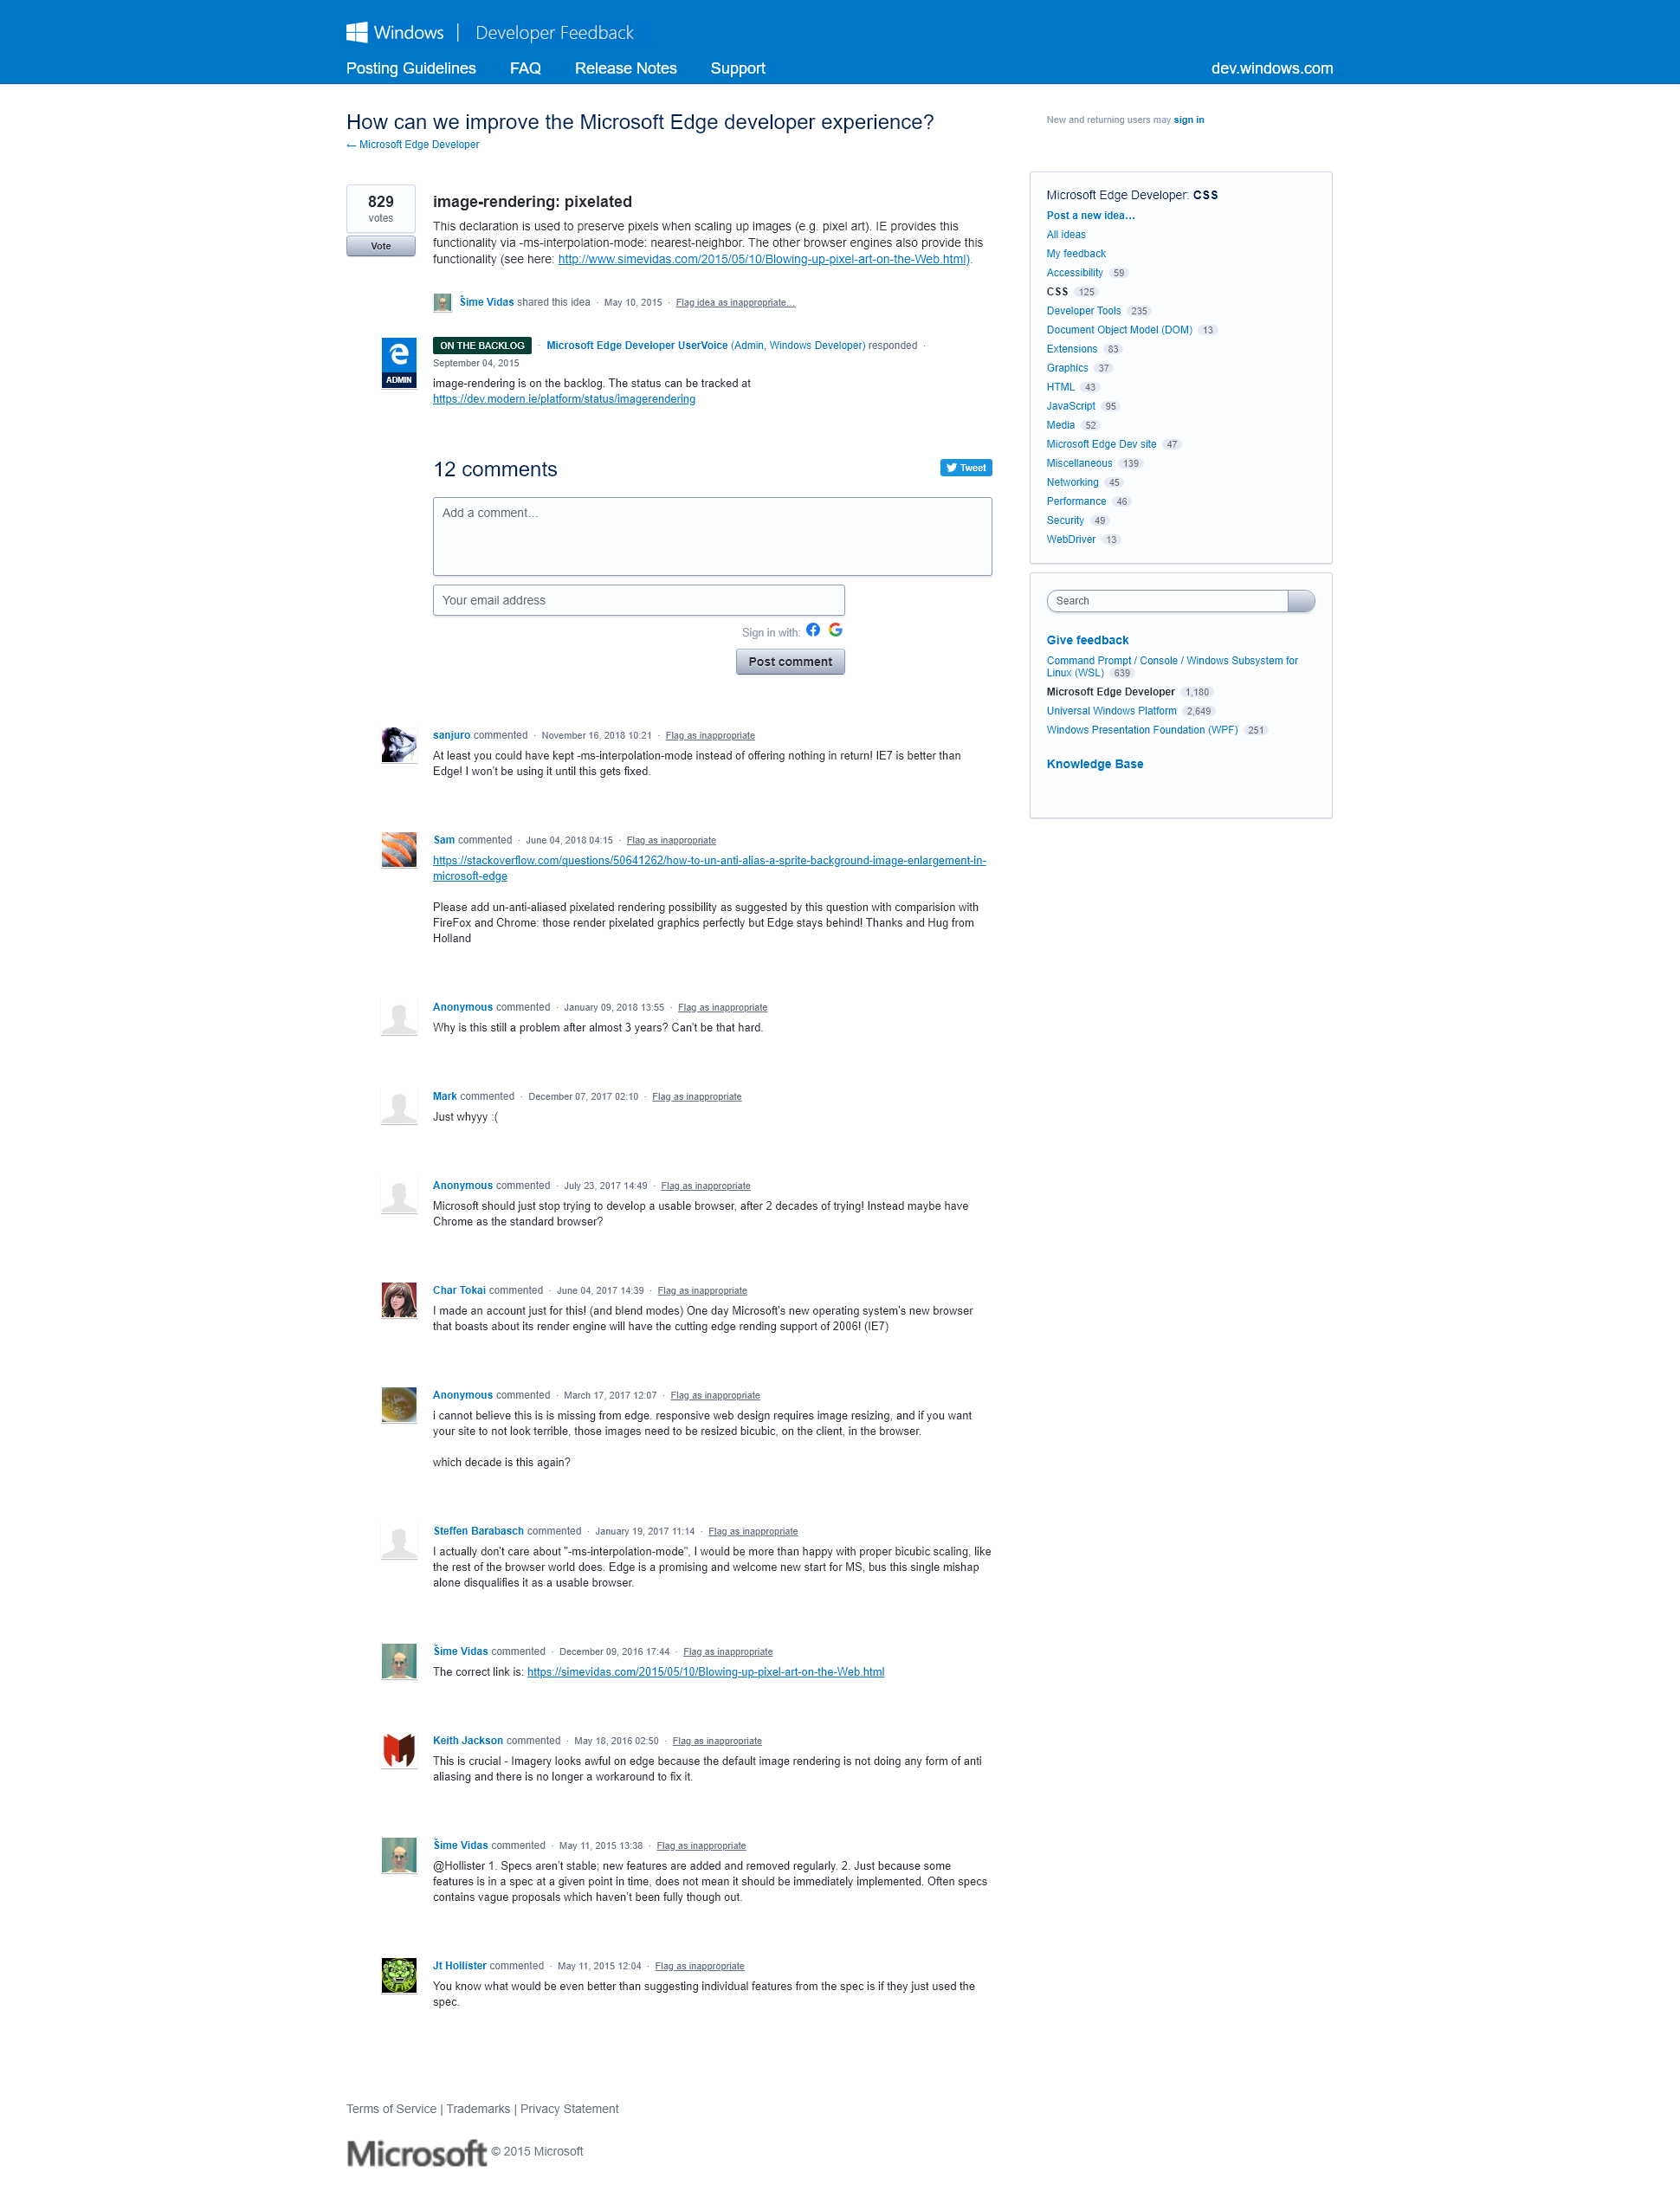 Windows | Developer Feedback
Posting Guidelines FAQ Release Notes Support dev.windows.com
How can we improve the Microsoft Edge developer experience?
← Microsoft Edge Developer
New and returning users may sign in
829
votes
Vote
image-rendering: pixelated
This declaration is used to preserve pixels when scaling up images (e.g. pixel art). IE provides this
functionality via -ms-interpolation-mode: nearest-neighbor. The other browser engines also provide this
functionality (see here: http://www.simevidas.com/2015/05/10/Blowing-up-pixel-art-on-the-Web.html).
Šime Vidas shared this idea · May 10, 2015 · Flag idea as inappropriate…
ADMIN
ON THE BACKLOG · Microsoft Edge Developer UserVoice (Admin, Windows Developer) responded ·
September 04, 2015
image-rendering is on the backlog. The status can be tracked at
https://dev.modern.ie/platform/status/imagerendering
12 comments
Tweet
Add a comment…
Your email address
Sign in with:
Post comment
sanjuro commented · November 16, 2018 10:21 · Flag as inappropriate
At least you could have kept -ms-interpolation-mode instead of offering nothing in return! IE7 is better than
Edge! I won't be using it until this gets fixed.
Sam commented · June 04, 2018 04:15 · Flag as inappropriate
https://stackoverflow.com/questions/50641262/how-to-un-anti-alias-a-sprite-background-image-enlargement-in-
microsoft-edge
Please add un-anti-aliased pixelated rendering possibility as suggested by this question with comparision with
FireFox and Chrome: those render pixelated graphics perfectly but Edge stays behind! Thanks and Hug from
Holland
Anonymous commented · January 09, 2018 13:55 · Flag as inappropriate
Why is this still a problem after almost 3 years? Can't be that hard.
Mark commented · December 07, 2017 02:10 · Flag as inappropriate
Just whyyy :(
Anonymous commented · July 23, 2017 14:49 · Flag as inappropriate
Microsoft should just stop trying to develop a usable browser, after 2 decades of trying! Instead maybe have
Chrome as the standard browser?
Char Tokai commented · June 04, 2017 14:39 · Flag as inappropriate
I made an account just for this! (and blend modes) One day Microsoft's new operating system's new browser
that boasts about its render engine will have the cutting edge rending support of 2006! (IE7)
Anonymous commented · March 17, 2017 12:07 · Flag as inappropriate
i cannot believe this is is missing from edge. responsive web design requires image resizing, and if you want
your site to not look terrible, those images need to be resized bicubic, on the client, in the browser.
which decade is this again?
Steffen Barabasch commented · January 19, 2017 11:14 · Flag as inappropriate
I actually don't care about "-ms-interpolation-mode", I would be more than happy with proper bicubic scaling, like
the rest of the browser world does. Edge is a promising and welcome new start for MS, bus this single mishap
alone disqualifies it as a usable browser.
Šime Vidas commented · December 09, 2016 17:44 · Flag as inappropriate
The correct link is: https://simevidas.com/2015/05/10/Blowing-up-pixel-art-on-the-Web.html
Keith Jackson commented · May 18, 2016 02:50 · Flag as inappropriate
This is crucial - Imagery looks awful on edge because the default image rendering is not doing any form of anti
aliasing and there is no longer a workaround to fix it.
Šime Vidas commented · May 11, 2015 13:38 · Flag as inappropriate
@Hollister 1. Specs aren't stable; new features are added and removed regularly. 2. Just because some
features is in a spec at a given point in time, does not mean it should be immediately implemented. Often specs
contains vague proposals which haven't been fully though out.
Jt Hollister commented · May 11, 2015 12:04 · Flag as inappropriate
You know what would be even better than suggesting individual features from the spec is if they just used the
spec.
Microsoft Edge Developer: CSS
Post a new idea…
All ideas
My feedback
Accessibility 59
CSS 125
Developer Tools 235
Document Object Model (DOM) 13
Extensions 83
Graphics 37
HTML 43
JavaScript 95
Media 52
Microsoft Edge Dev site 47
Miscellaneous 139
Networking 45
Performance 46
Security 49
WebDriver 13
Search
Give feedback
Command Prompt / Console / Windows Subsystem for
Linux (WSL) 639
Microsoft Edge Developer 1,180
Universal Windows Platform 2,649
Windows Presentation Foundation (WPF) 251
Knowledge Base
Terms of Service | Trademarks | Privacy Statement
Microsoft © 2015 Microsoft